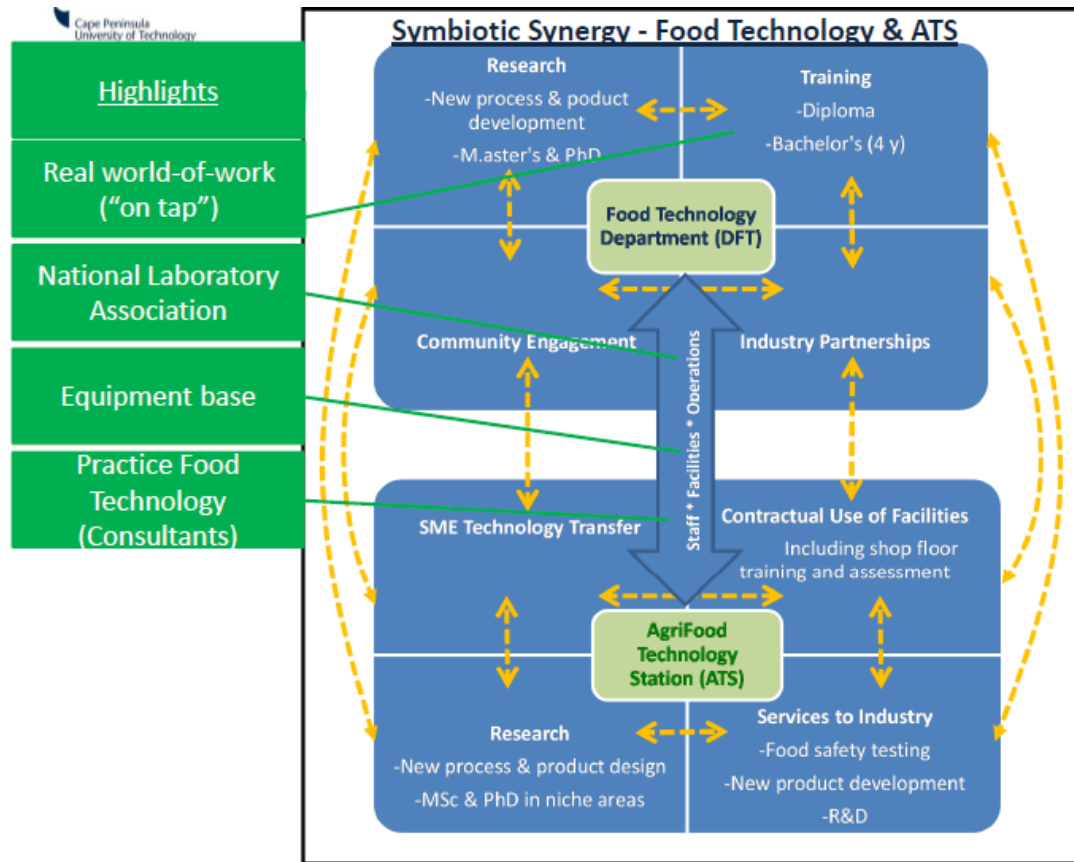 Cape Peninsula
University of Technology
Symbiotic Synergy - Food Technology & ATS
Highlights
Real world-of-work
(“on tap”)
National Laboratory
Association
Equipment base
Practice Food
Technology
(Consultants)
Research
-New process & poduct
development
-M.aster's & PhD
Training
-Diploma
-Bachelor's (4 y)
Food Technology
Department (DFT)
Community Engagement
Industry Partnerships
Staff * Facilities * Operations
SME Technology Transfer
Contractual Use of Facilities
Including shop floor
training and assessment
AgriFood
Technology
Station (ATS)
Research
-New process & product design
-MSc & PhD in niche areas
Services to Industry
-Food safety testing
-New product development
-R&D